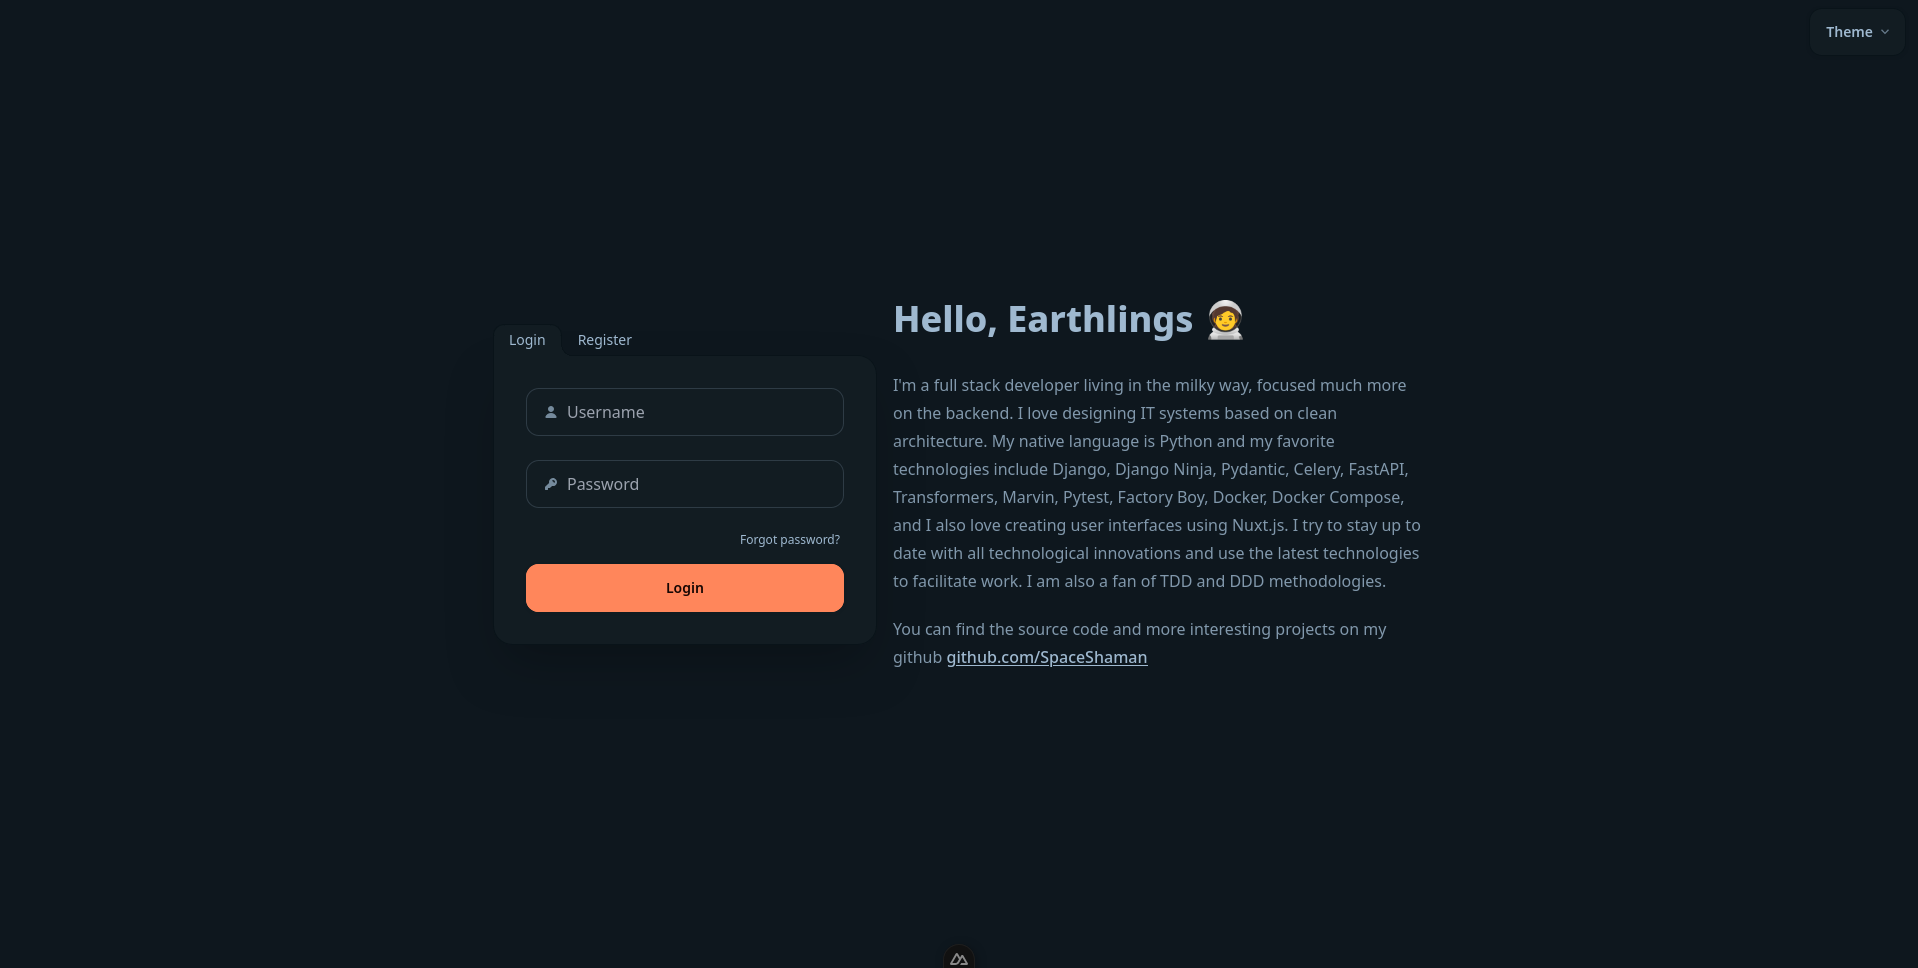 Theme
Login
Register
Username
Password
Forgot password?
Login
Hello, Earthlings 🧑‍🚀
I'm a full stack developer living in the milky way, focused much more
on the backend. I love designing IT systems based on clean
architecture. My native language is Python and my favorite
technologies include Django, Django Ninja, Pydantic, Celery, FastAPI,
Transformers, Marvin, Pytest, Factory Boy, Docker, Docker Compose,
and I also love creating user interfaces using Nuxt.js. I try to stay up to
date with all technological innovations and use the latest technologies
to facilitate work. I am also a fan of TDD and DDD methodologies.
You can find the source code and more interesting projects on my
github github.com/SpaceShaman